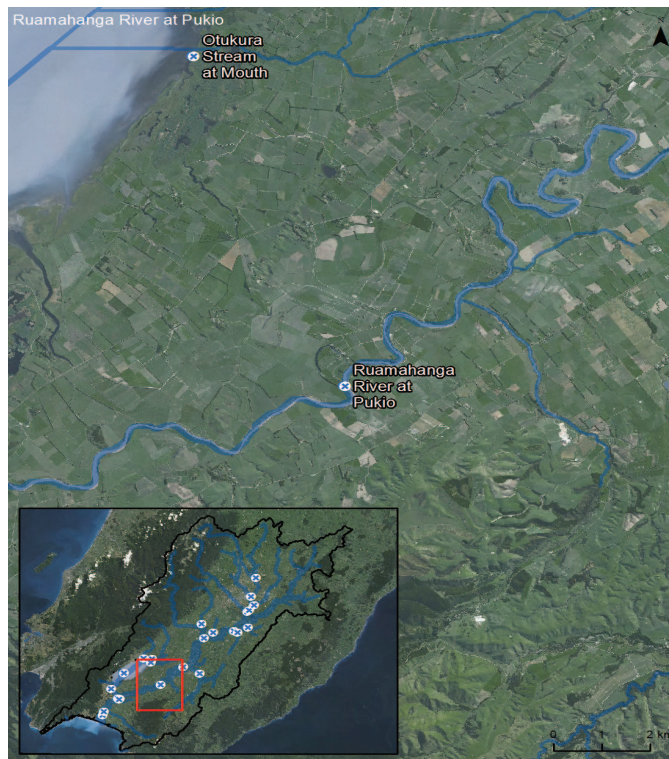 Ruamahanga River at Pukio
Otukura
Stream
at Mouth
Ruamahanga
River at
Pukio
0 1 2 km